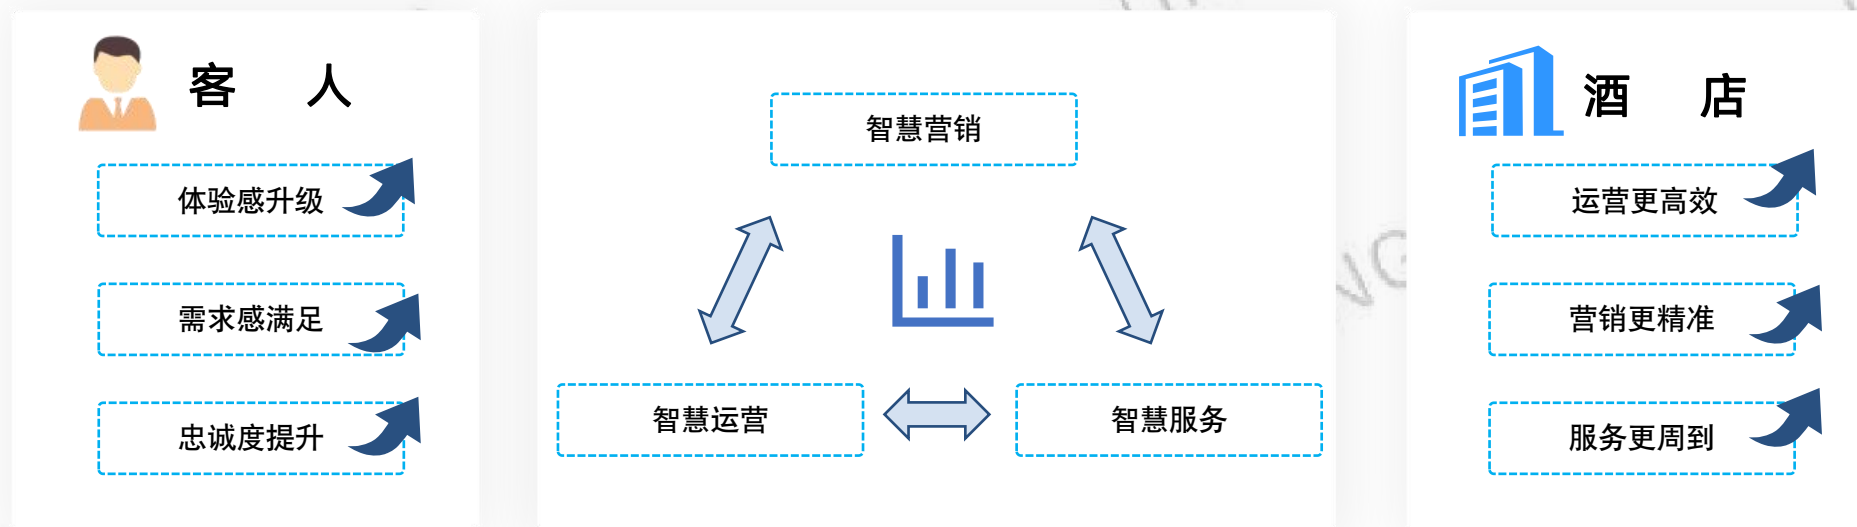 客 人
体验感升级
需求感满足
忠诚度提升
智慧营销
智慧运营
智慧服务
酒 店
运营更高效
营销更精准
服务更周到